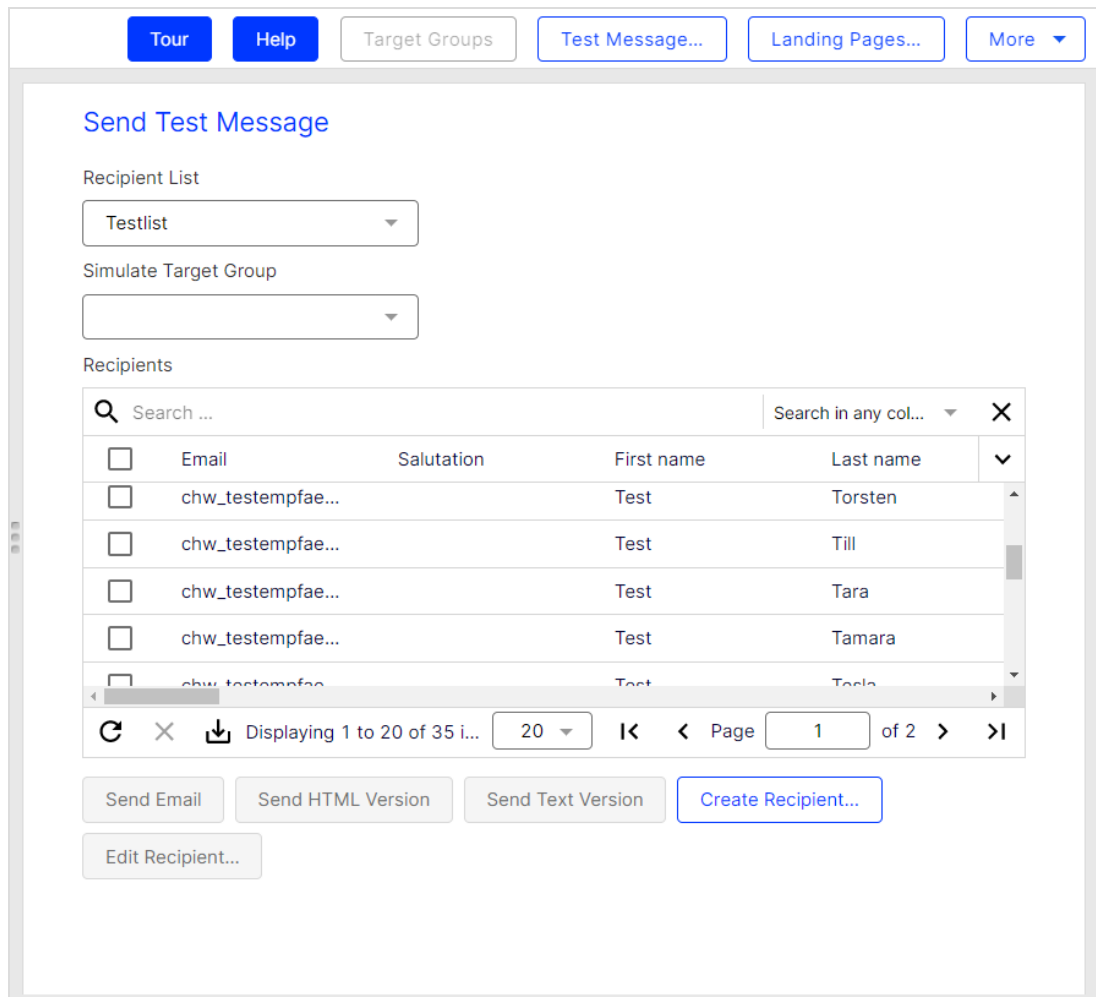 Tour Help Target Groups Test Message... Landing Pages... More
Send Test Message
Recipient List
Testlist
Simulate Target Group
Recipients
Search ... Search in any col...
Email Salutation First name Last name
chw_testempfae... Test Torsten
chw_testempfae... Test Till
chw_testempfae... Test Tara
chw_testempfae... Test Tamara
chw_testempfae Test Tesla
Displaying 1 to 20 of 35 i... 20 Page 1 of 2
Send Email Send HTML Version Send Text Version Create Recipient...
Edit Recipient...